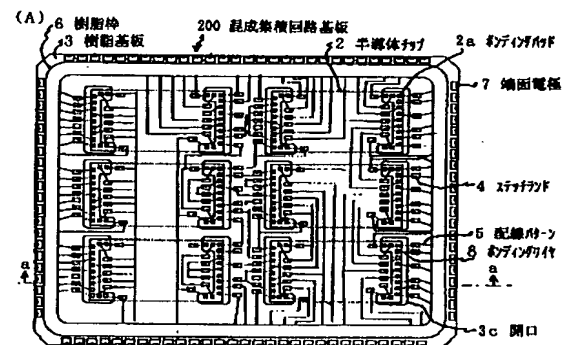 (A)
6 樹脂枠
3 樹脂基板
200 混成集積回路基板
2 半導体チップ
2a ボンディングパッド
7 端面電極
4 ステッチランド
5 配線パターン
8 ボンディングワイヤ
a
a
3c 開口